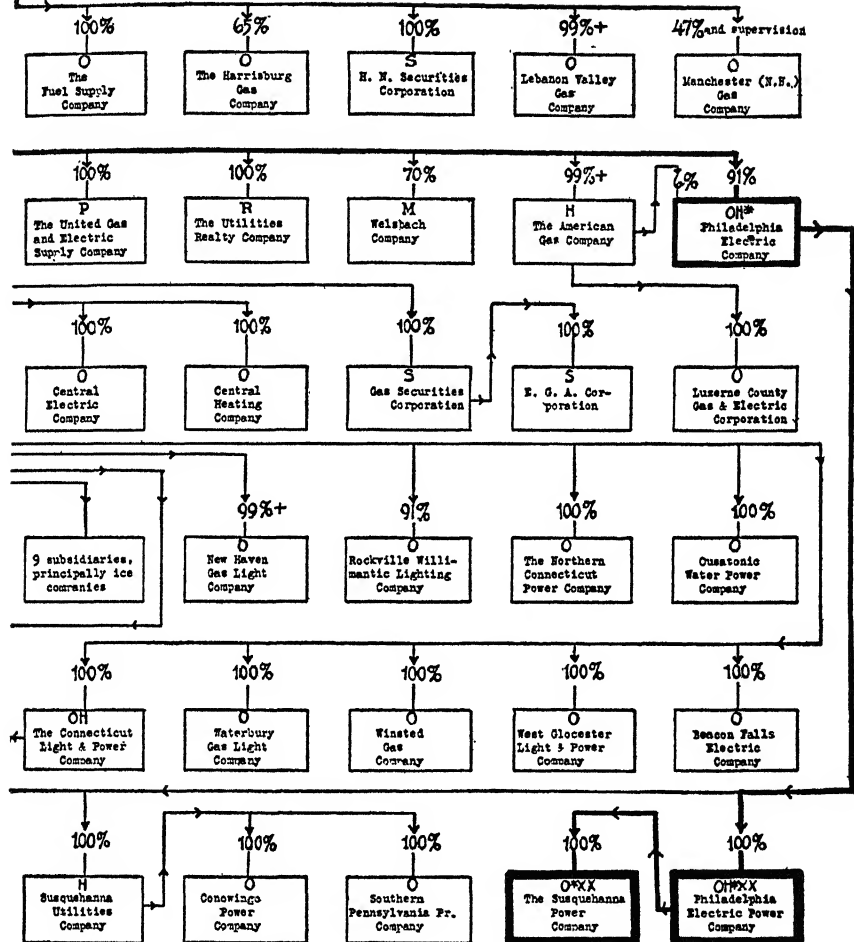 100%
65%
100%
99%+
47% and supervision
O
The
Fuel Supply
Company
O
The Harrisburg
Gas
Company
S
H. N. Securities
Corporation
O
Lebanon Valley
Gas
Company
O
Manchester (N.H.)
Gas
Company
100%
100%
70%
99%+
6%
91%
P
The United Gas
and Electric
Supply Company
R
The Utilities
Realty Company
M
Welsbach
Company
H
The American
Gas Company
OH*
Philadelphia
Electric
Company
100%
100%
100%
100%
100%
O
Central
Electric
Company
O
Central
Heating
Company
S
Gas Securities
Corporation
S
E. G. A. Cor-
poration
O
Luzerne County
Gas & Electric
Corporation
99%+
91%
100%
100%
9 subsidiaries,
principally ice
companies
O
New Haven
Gas Light
Company
O
Rockville Willi-
mantic Lighting
Company
O
The Northern
Connecticut
Power Company
O
Ousatonic
Water Power
Company
100%
100%
100%
100%
100%
OH
The Connecticut
Light & Power
Company
O
Waterbury
Gas Light
Company
O
Winsted
Gas
Company
O
West Glocester
Light & Power
Company
O
Beacon Falls
Electric
Company
100%
100%
100%
100%
100%
H
Susquehanna
Utilities
Company
O
Conowingo
Power
Company
O
Southern
Pennsylvania Pr.
Company
O*XX
The Susquehanna
Power
Company
OH*XX
Philadelphia
Electric Power
Company